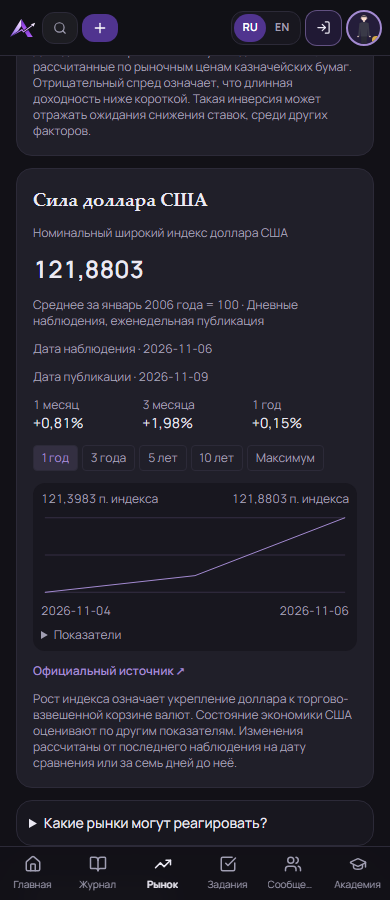 RU EN
рассчитанные по рыночным ценам казначейских бумаг.
Отрицательный спред означает, что длинная
доходность ниже короткой. Такая инверсия может
отражать ожидания снижения ставок, среди других
факторов.
Сила доллара США
Номинальный широкий индекс доллара США
121,8803
Среднее за январь 2006 года = 100 · Дневные
наблюдения, еженедельная публикация
Дата наблюдения · 2026-11-06
Дата публикации · 2026-11-09
1 месяц 3 месяца 1 год
+0,81% +1,98% +0,15%
1 год 3 года 5 лет 10 лет Максимум
121,3983 п. индекса 121,8803 п. индекса
2026-11-04 2026-11-06
▶ Показатели
Официальный источник ↗
Рост индекса означает укрепление доллара к торгово-
взвешенной корзине валют. Состояние экономики США
оценивают по другим показателям. Изменения
рассчитаны от последнего наблюдения на дату
сравнения или за семь дней до неё.
▶ Какие рынки могут реагировать?
Главная Журнал Рынок Задания Сообще... Академия